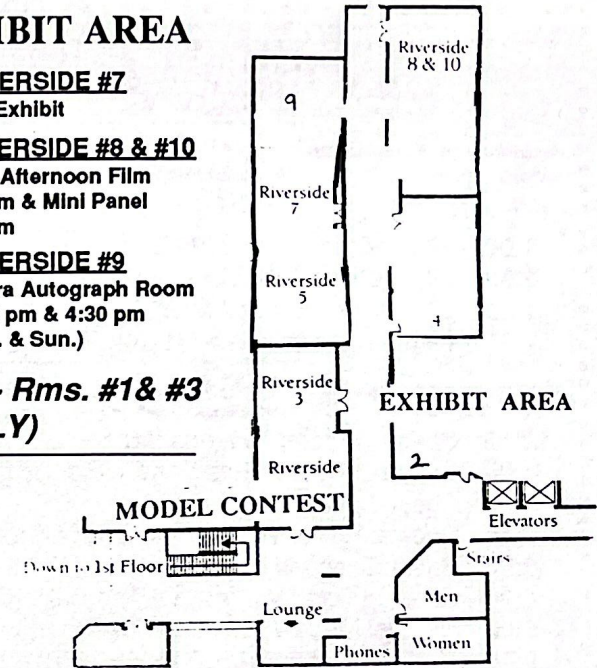 IBIT AREA
ERSIDE #7
Exhibit
ERSIDE #8 & #10
Afternoon Film
m & Mini Panel
m
ERSIDE #9
ra Autograph Room
pm & 4:30 pm
. & Sun.)
- Rms. #1& #3
LY)
Riverside
8 & 10
9
Riverside
7
Riverside
5
4
Riverside
3
EXHIBIT AREA
Riverside
2
MODEL CONTEST
Elevators
Down to 1st Floor
Stairs
Men
Lounge
Women
Phones